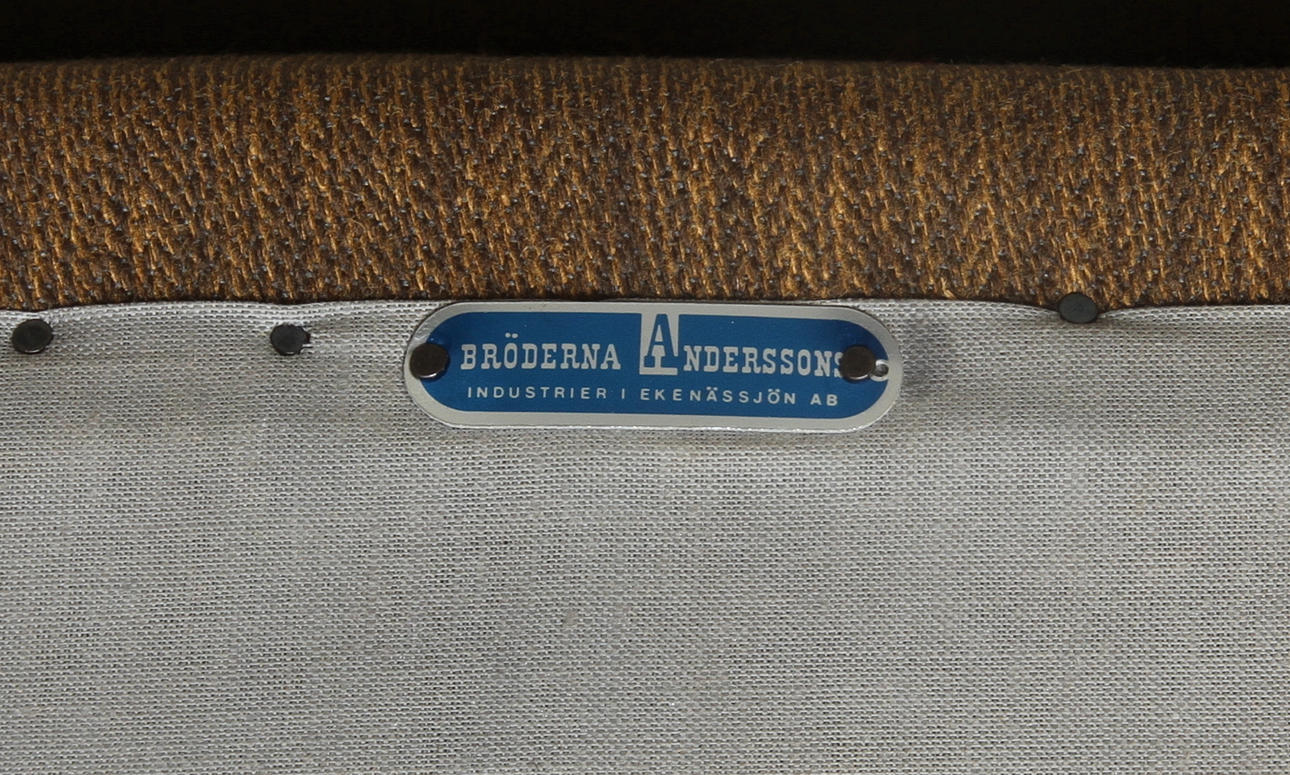 BRÖDERNA ANDERSSONS
INDUSTRIER I EKENÄSSJÖN AB